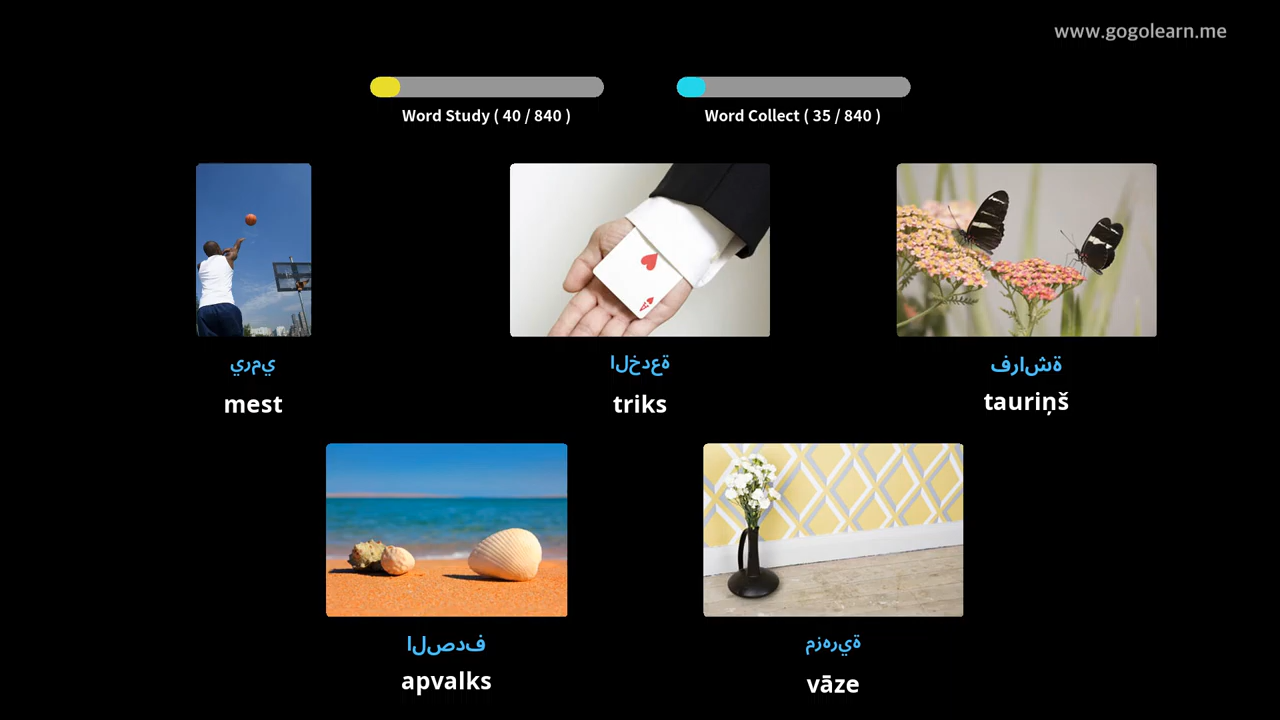 www.gogolearn.me
Word Study ( 40 / 840 )
Word Collect ( 35 / 840 )
يرمي
الخدعة
فراشة
mest
triks
tauriņš
الصدف
مزهرية
apvalks
vāze